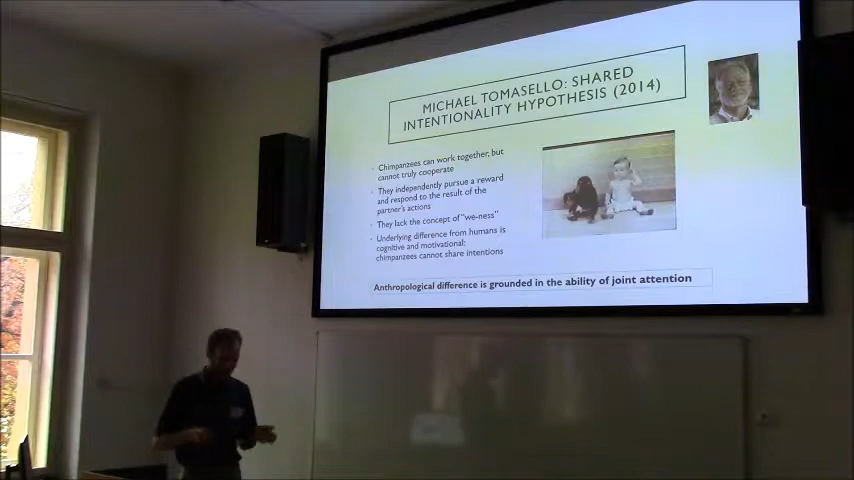 MICHAEL TOMASELLO: SHARED
INTENTIONALITY HYPOTHESIS (2014)
• Chimpanzees can work together, but
cannot truly cooperate
• They independently pursue a reward
and respond to the result of the
partner's actions
• They lack the concept of "we-ness"
• Underlying difference from humans is
cognitive and motivational:
chimpanzees cannot share intentions
Anthropological difference is grounded in the ability of joint attention